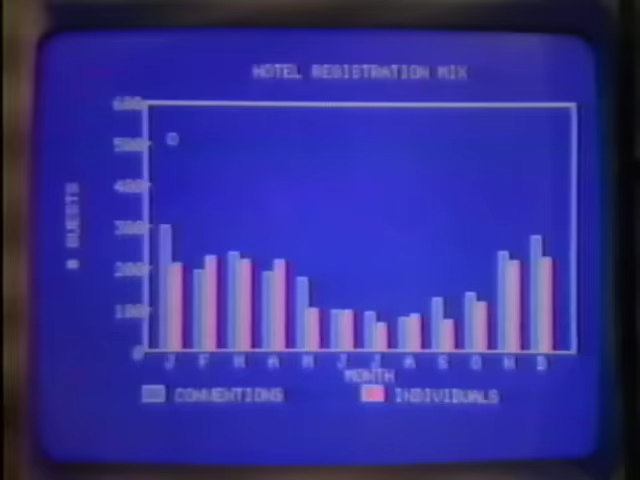 HOTEL REGISTRATION MIX
# GUESTS
600
500
400
300
200
100
0
J F M A M J J A S O N D
MONTH
CONVENTIONS
INDIVIDUALS